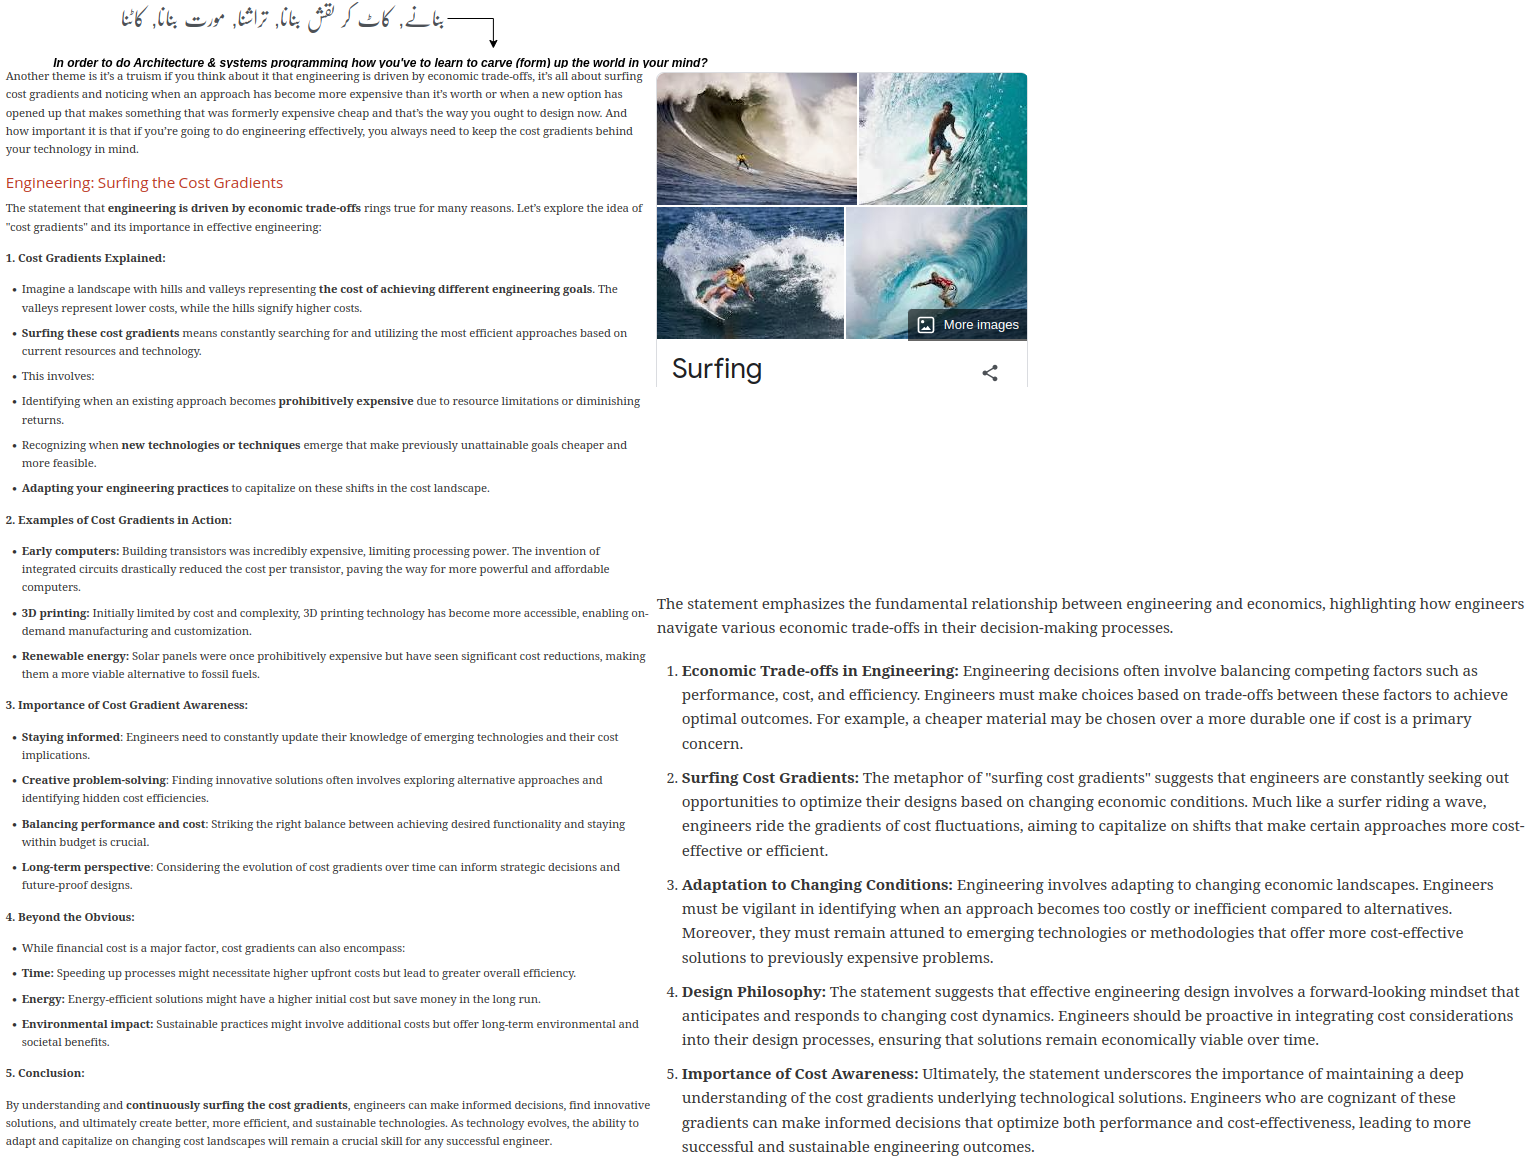 بنانے, کاٹ کر نقش بنانا, تراشنا, مورت بنانا, کاٹنا
In order to do Architecture & systems programming how you've to learn to carve (form) up the world in your mind?
Another theme is it's a truism if you think about it that engineering is driven by economic trade-offs, it's all about surfing
cost gradients and noticing when an approach has become more expensive than it's worth or when a new option has
opened up that makes something that was formerly expensive cheap and that's the way you ought to design now. And
how important it is that if you're going to do engineering effectively, you always need to keep the cost gradients behind
your technology in mind.
Engineering: Surfing the Cost Gradients
The statement that engineering is driven by economic trade-offs rings true for many reasons. Let's explore the idea of
"cost gradients" and its importance in effective engineering:
1. Cost Gradients Explained:
• Imagine a landscape with hills and valleys representing the cost of achieving different engineering goals. The
valleys represent lower costs, while the hills signify higher costs.
• Surfing these cost gradients means constantly searching for and utilizing the most efficient approaches based on
current resources and technology.
• This involves:
• Identifying when an existing approach becomes prohibitively expensive due to resource limitations or diminishing
returns.
• Recognizing when new technologies or techniques emerge that make previously unattainable goals cheaper and
more feasible.
• Adapting your engineering practices to capitalize on these shifts in the cost landscape.
2. Examples of Cost Gradients in Action:
• Early computers: Building transistors was incredibly expensive, limiting processing power. The invention of
integrated circuits drastically reduced the cost per transistor, paving the way for more powerful and affordable
computers.
• 3D printing: Initially limited by cost and complexity, 3D printing technology has become more accessible, enabling on-
demand manufacturing and customization.
• Renewable energy: Solar panels were once prohibitively expensive but have seen significant cost reductions, making
them a more viable alternative to fossil fuels.
3. Importance of Cost Gradient Awareness:
• Staying informed: Engineers need to constantly update their knowledge of emerging technologies and their cost
implications.
• Creative problem-solving: Finding innovative solutions often involves exploring alternative approaches and
identifying hidden cost efficiencies.
• Balancing performance and cost: Striking the right balance between achieving desired functionality and staying
within budget is crucial.
• Long-term perspective: Considering the evolution of cost gradients over time can inform strategic decisions and
future-proof designs.
4. Beyond the Obvious:
• While financial cost is a major factor, cost gradients can also encompass:
• Time: Speeding up processes might necessitate higher upfront costs but lead to greater overall efficiency.
• Energy: Energy-efficient solutions might have a higher initial cost but save money in the long run.
• Environmental impact: Sustainable practices might involve additional costs but offer long-term environmental and
societal benefits.
5. Conclusion:
By understanding and continuously surfing the cost gradients, engineers can make informed decisions, find innovative
solutions, and ultimately create better, more efficient, and sustainable technologies. As technology evolves, the ability to
adapt and capitalize on changing cost landscapes will remain a crucial skill for any successful engineer.
More images
Surfing
The statement emphasizes the fundamental relationship between engineering and economics, highlighting how engineers
navigate various economic trade-offs in their decision-making processes.
1. Economic Trade-offs in Engineering: Engineering decisions often involve balancing competing factors such as
performance, cost, and efficiency. Engineers must make choices based on trade-offs between these factors to achieve
optimal outcomes. For example, a cheaper material may be chosen over a more durable one if cost is a primary
concern.
2. Surfing Cost Gradients: The metaphor of "surfing cost gradients" suggests that engineers are constantly seeking out
opportunities to optimize their designs based on changing economic conditions. Much like a surfer riding a wave,
engineers ride the gradients of cost fluctuations, aiming to capitalize on shifts that make certain approaches more cost-
effective or efficient.
3. Adaptation to Changing Conditions: Engineering involves adapting to changing economic landscapes. Engineers
must be vigilant in identifying when an approach becomes too costly or inefficient compared to alternatives.
Moreover, they must remain attuned to emerging technologies or methodologies that offer more cost-effective
solutions to previously expensive problems.
4. Design Philosophy: The statement suggests that effective engineering design involves a forward-looking mindset that
anticipates and responds to changing cost dynamics. Engineers should be proactive in integrating cost considerations
into their design processes, ensuring that solutions remain economically viable over time.
5. Importance of Cost Awareness: Ultimately, the statement underscores the importance of maintaining a deep
understanding of the cost gradients underlying technological solutions. Engineers who are cognizant of these
gradients can make informed decisions that optimize both performance and cost-effectiveness, leading to more
successful and sustainable engineering outcomes.